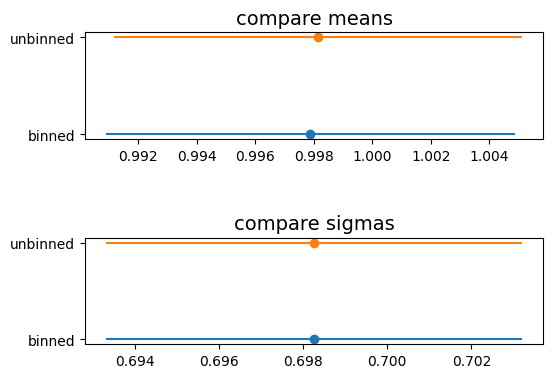 compare means
unbinned
binned
0.992 0.994 0.996 0.998 1.000 1.002 1.004
compare sigmas
unbinned
binned
0.694 0.696 0.698 0.700 0.702